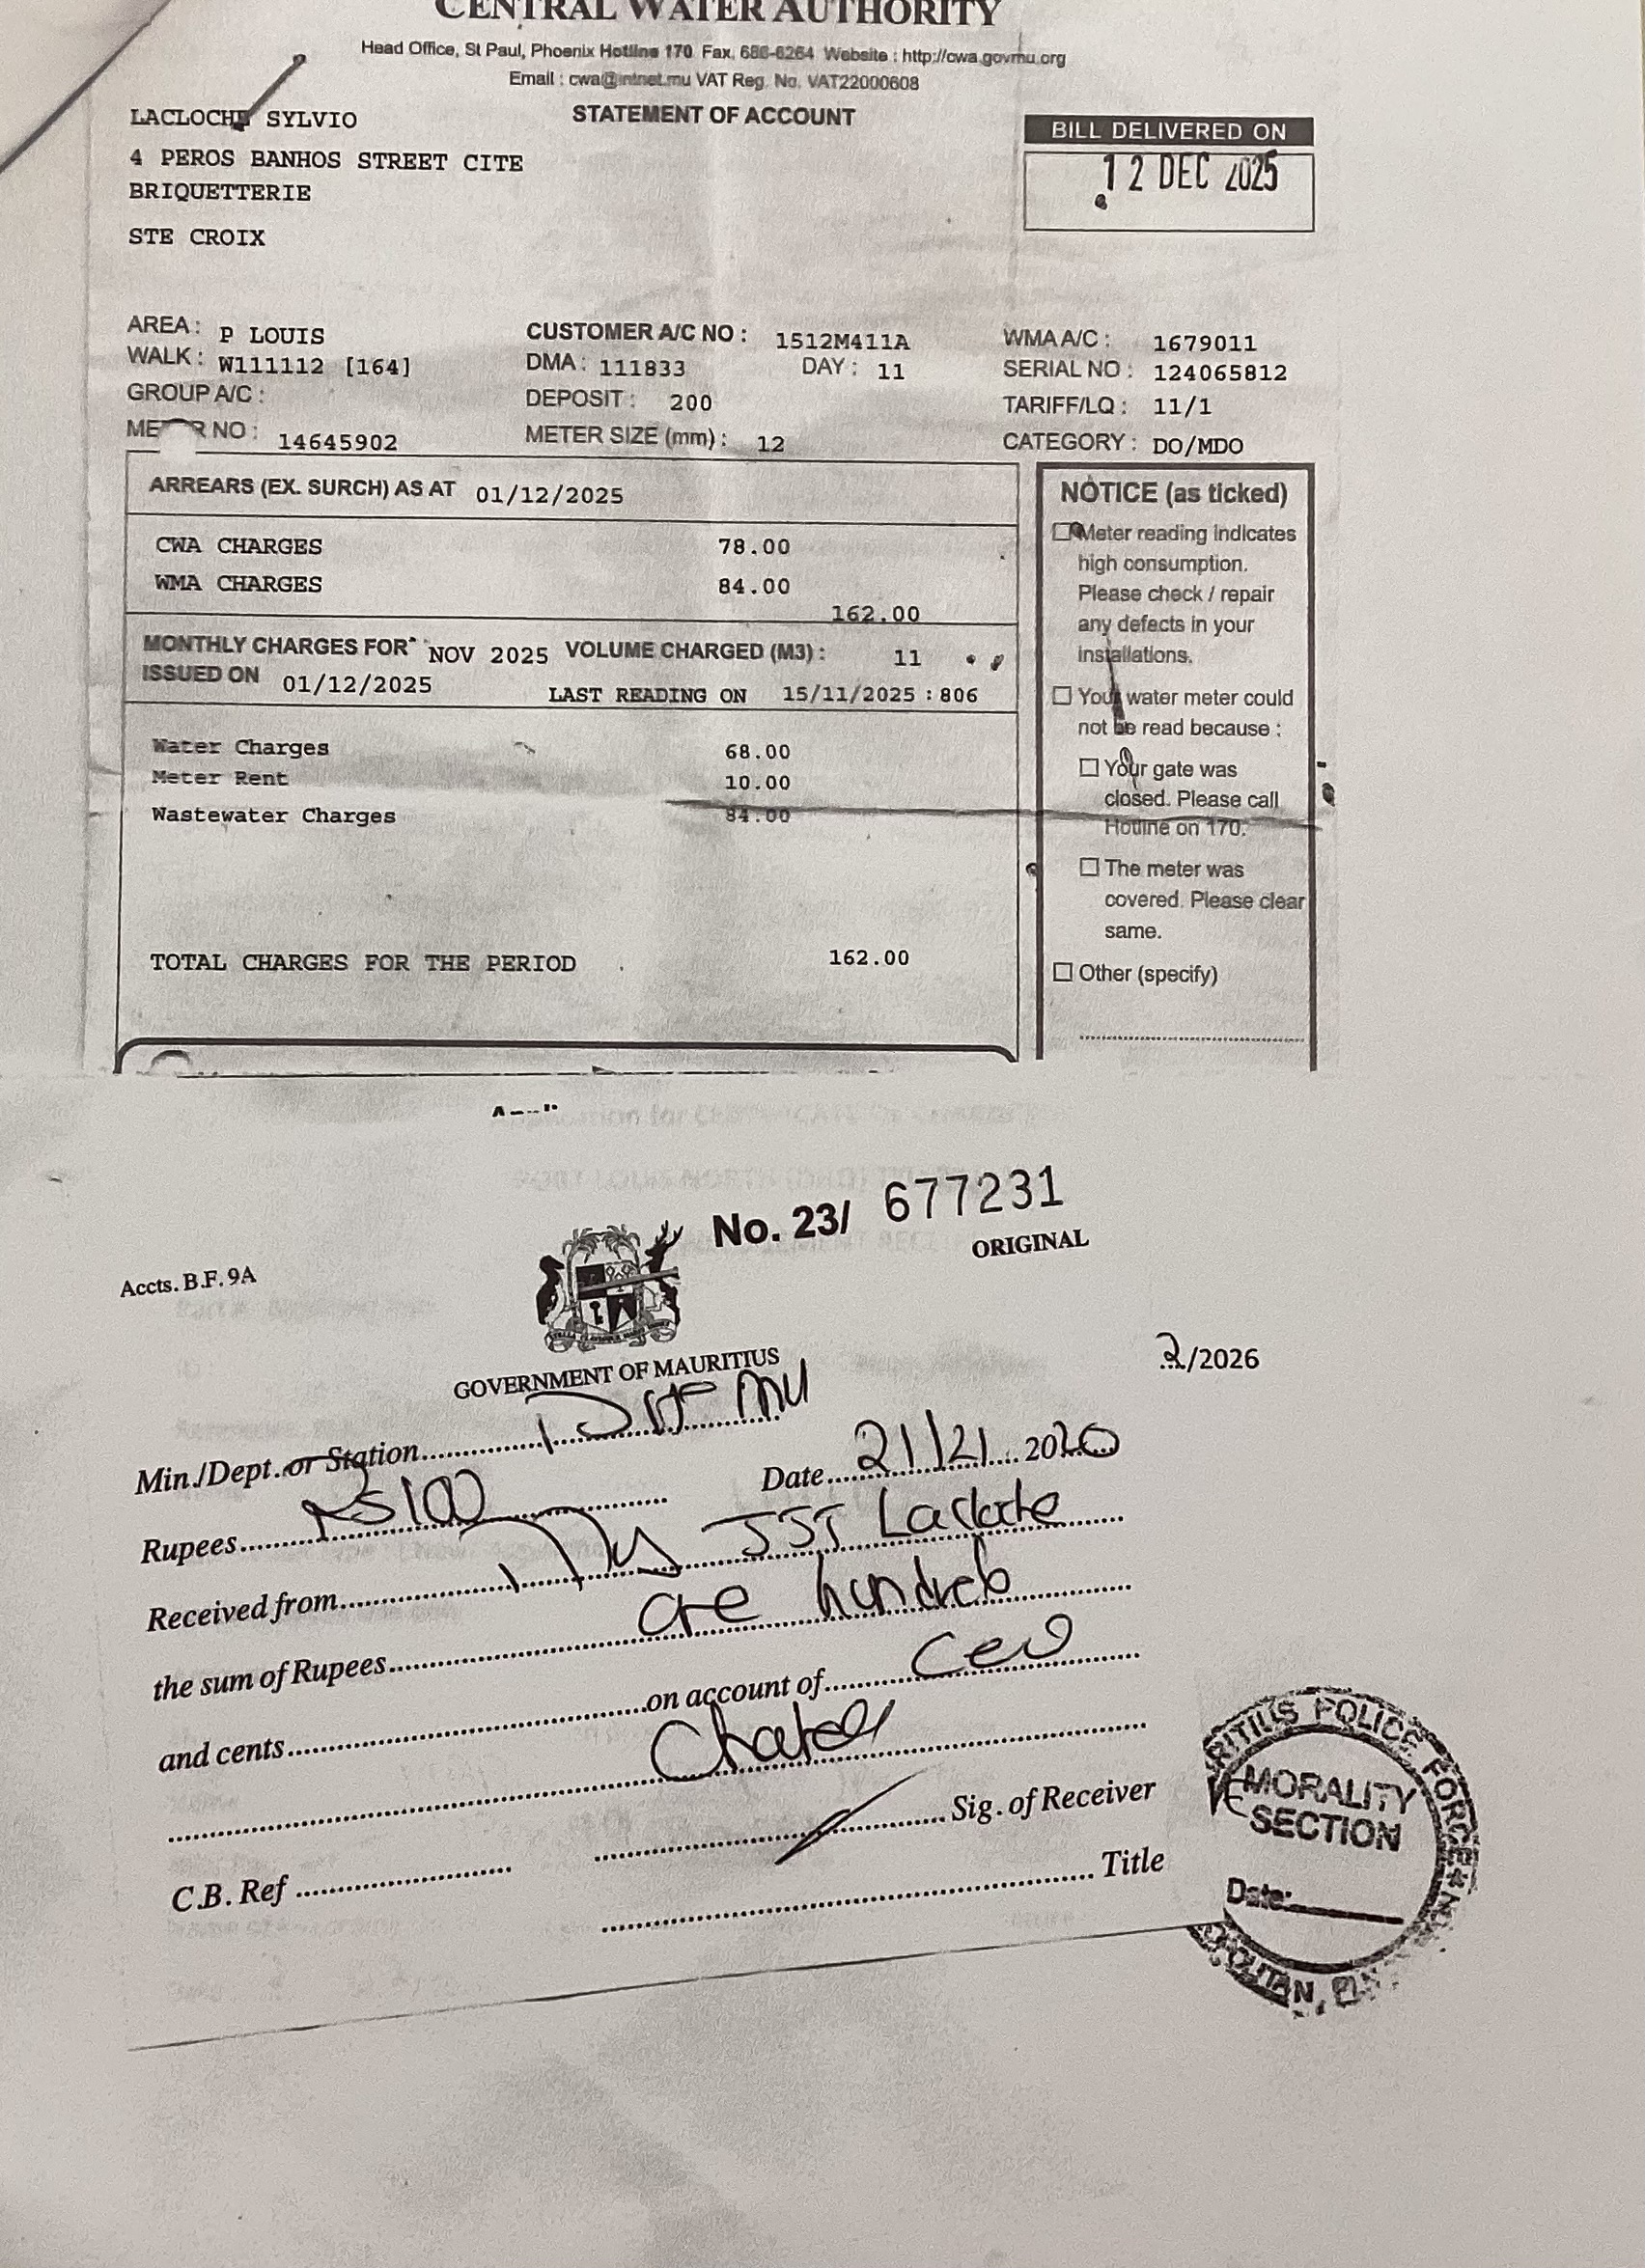 CENTRAL WATER AUTHORITY
Head Office, St Paul, Phoenix Hotline 170 Fax. 686-6264 Website : http://cwa.govmu.org
Email : cwa@intnet.mu VAT Reg. No. VAT22000608
STATEMENT OF ACCOUNT
LACLOCHE SYLVIO
4 PEROS BANHOS STREET CITE
BRIQUETTERIE
STE CROIX
BILL DELIVERED ON
12 DEC 2025
AREA : P LOUIS CUSTOMER A/C NO : 1512M411A WMA A/C : 1679011
WALK : W111112 [164] DMA : 111833 DAY : 11 SERIAL NO : 124065812
GROUP A/C : DEPOSIT : 200 TARIFF/LQ : 11/1
METER NO : 14645902 METER SIZE (mm) : 12 CATEGORY : DO/MDO
ARREARS (EX. SURCH) AS AT 01/12/2025
CWA CHARGES 78.00
WMA CHARGES 84.00
162.00
MONTHLY CHARGES FOR NOV 2025 VOLUME CHARGED (M3) : 11
ISSUED ON 01/12/2025 LAST READING ON 15/11/2025 : 806
Water Charges 68.00
Meter Rent 10.00
Wastewater Charges 84.00
TOTAL CHARGES FOR THE PERIOD 162.00
NOTICE (as ticked)
Meter reading indicates
high consumption.
Please check / repair
any defects in your
installations.
Your water meter could
not be read because :
Your gate was
closed. Please call
Hotline on 170.
The meter was
covered. Please clear
same.
Other (specify)
No. 23/ 677231
ORIGINAL
Accts. B.F. 9A
GOVERNMENT OF MAURITIUS
2/2026
Min./Dept. or Station
Date 21/21 2020
Rupees Rs100
Received from JSJ
the sum of Rupees one hundred
and cents on account of
Sig. of Receiver
C.B. Ref
Title
MAURITIUS POLICE FORCE
MORALITY
SECTION
Date: